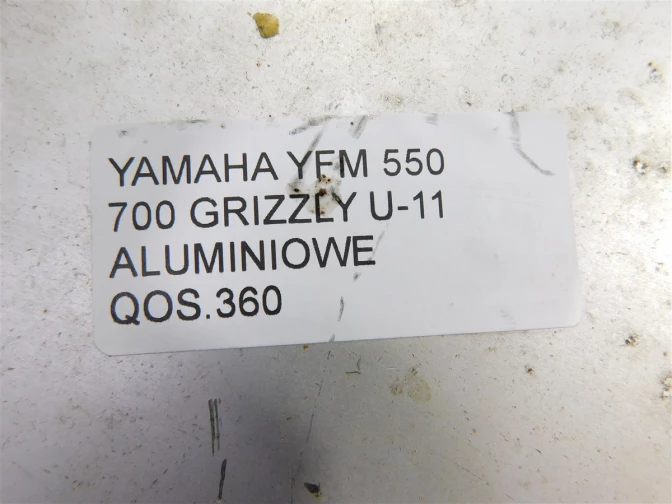 YAMAHA YFM 550
700 GRIZZLY U-11
ALUMINIOWE
QOS.360